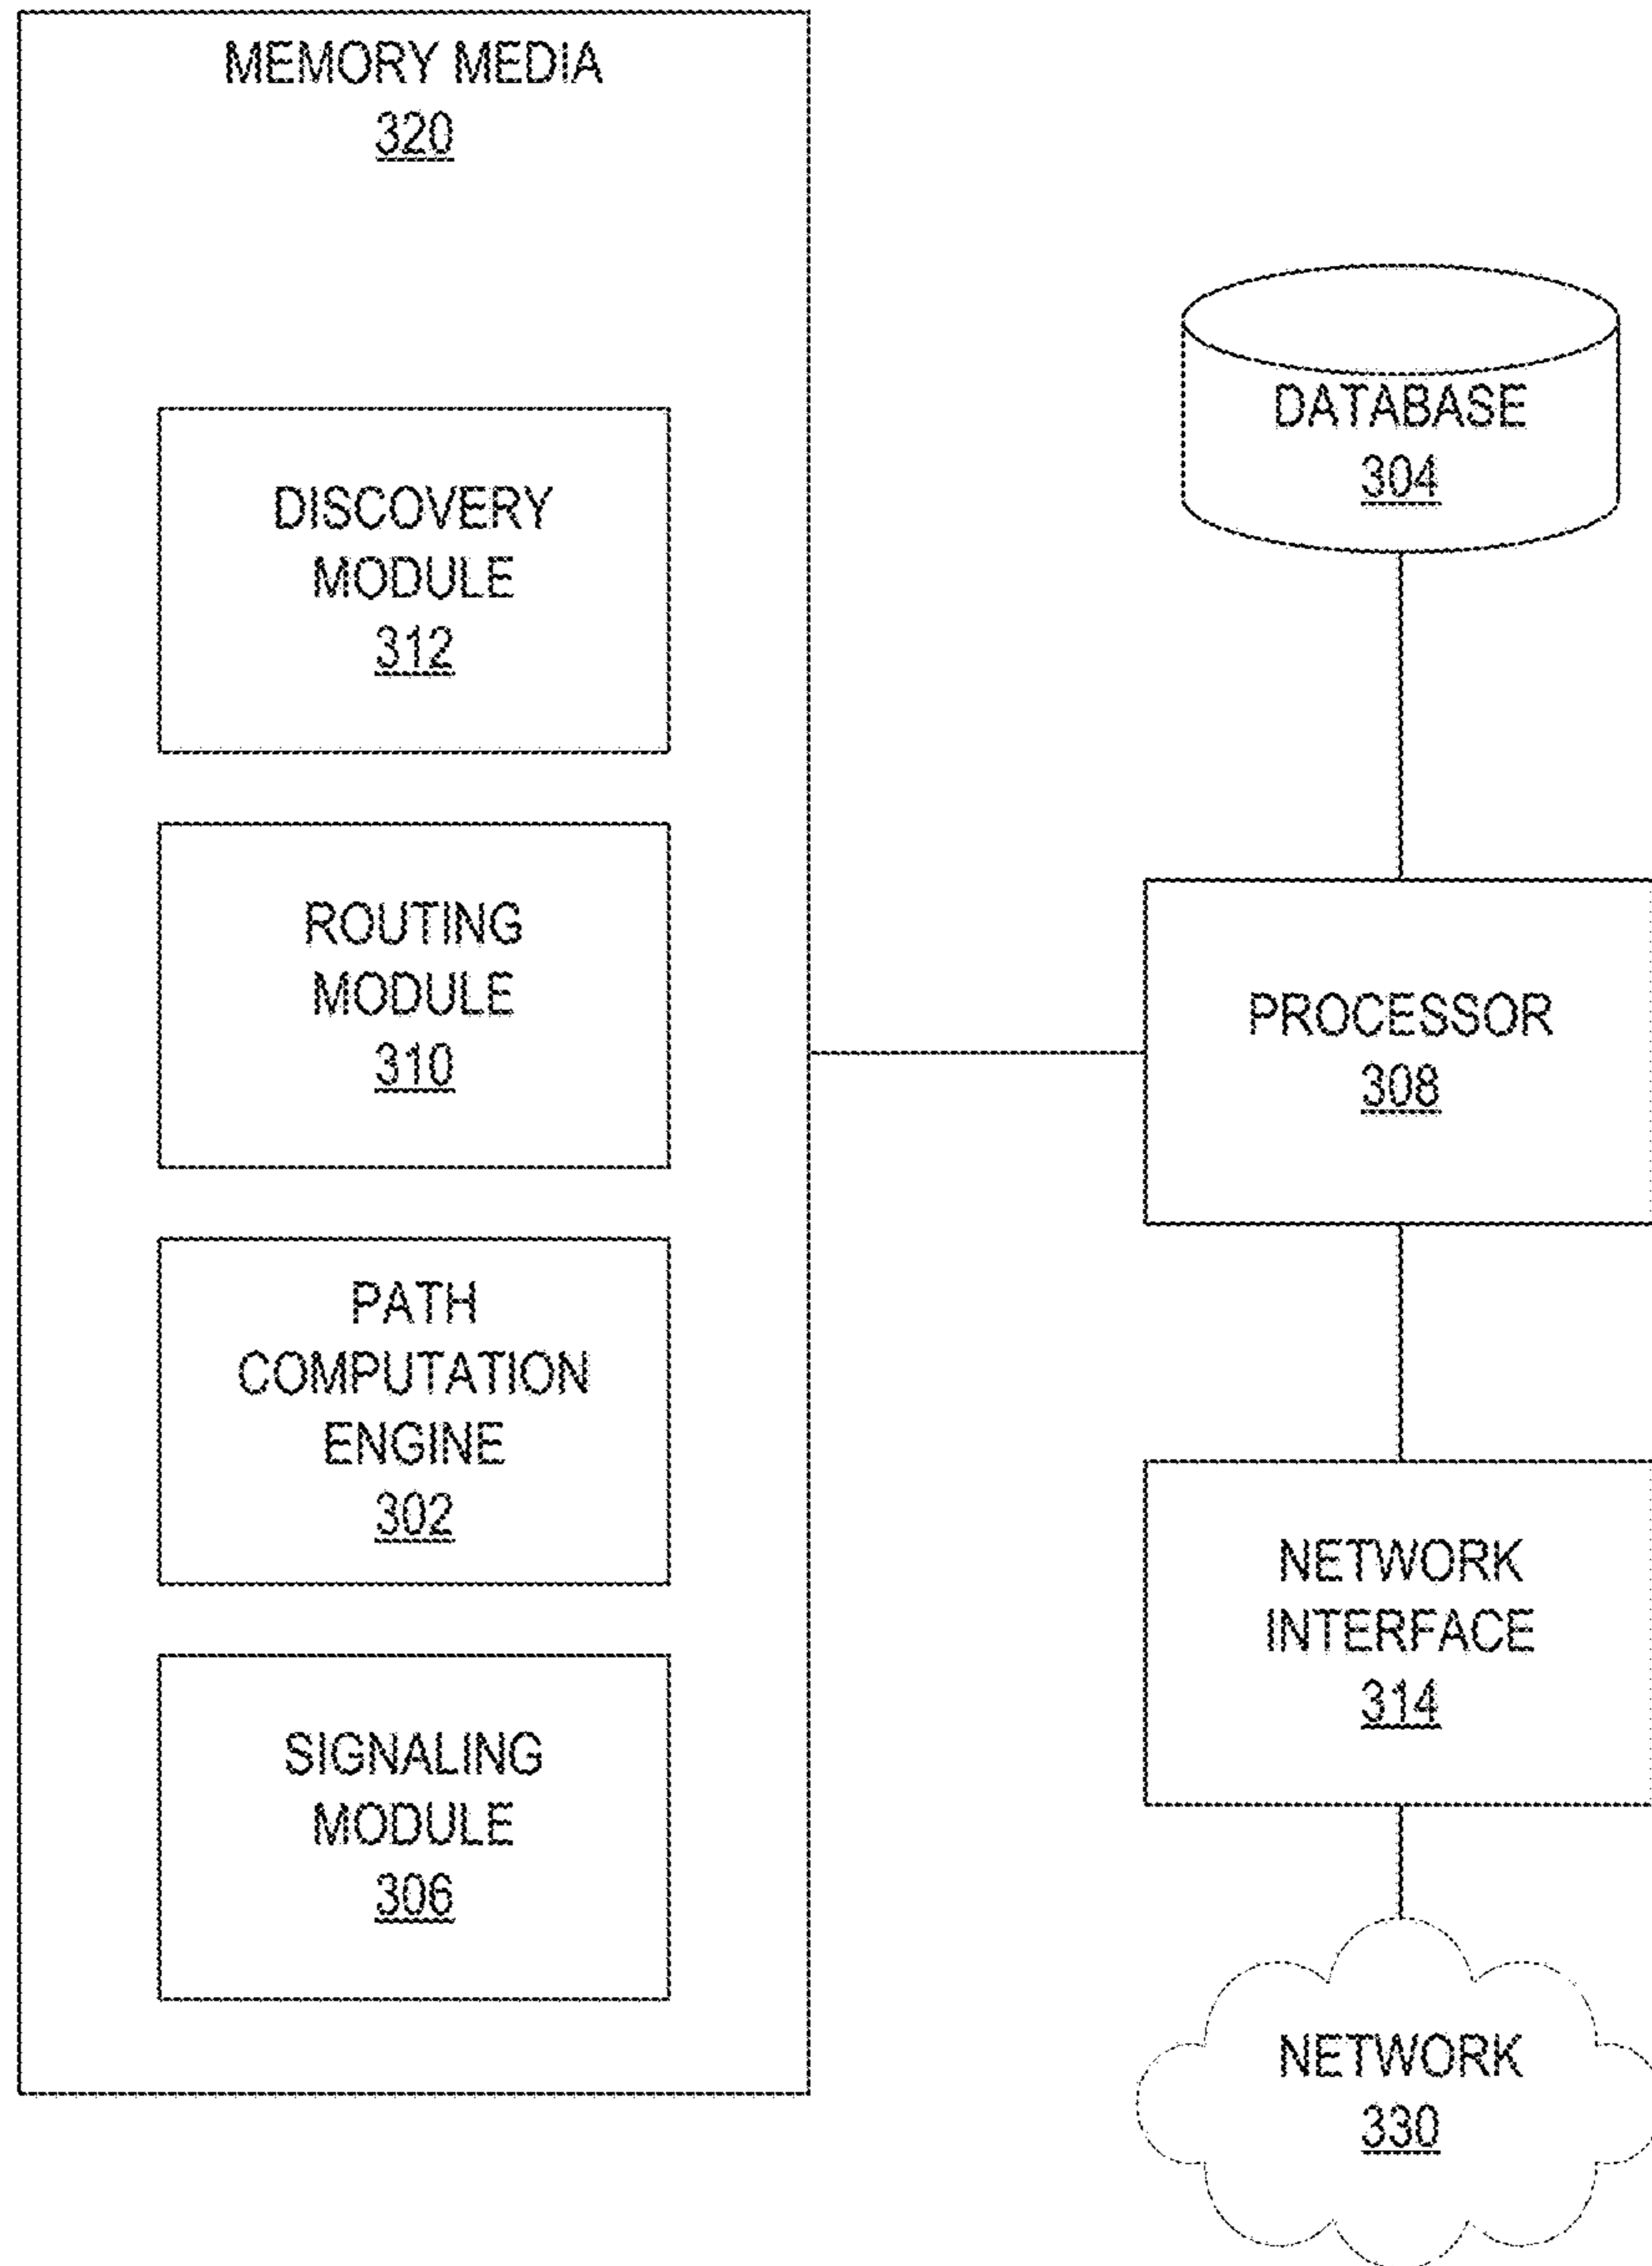 MEMORY MEDIA
320
DISCOVERY
MODULE
312
ROUTING
MODULE
310
PATH
COMPUTATION
ENGINE
302
SIGNALING
MODULE
306
DATABASE
304
PROCESSOR
308
NETWORK
INTERFACE
314
NETWORK
330